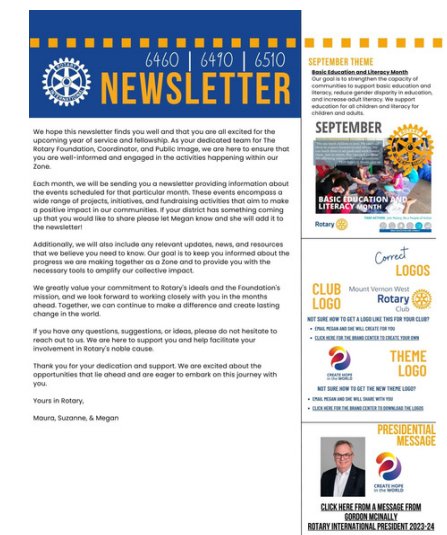 6460 | 6490 | 6510
NEWSLETTER
We hope this newsletter finds you well and that you are all excited for the
upcoming year of service and fellowship. As your dedicated team for The
Rotary Foundation, Coordinator, and Public Image, we are here to ensure that
you are well-informed and engaged in the activities happening within our
Zone.
Each month, we will be sending you a newsletter providing information about
the events scheduled for that particular month. These events encompass a
wide range of projects, initiatives, and fundraising activities that aim to make
a positive impact in our communities. If your district has something coming
up that you would like to share please let Megan know and she will add it to
the newsletter!
Additionally, we will also include any relevant updates, news, and resources
that we believe you need to know. Our goal is to keep you informed about the
progress we are making together as a Zone and to provide you with the
necessary tools to amplify our collective impact.
We greatly value your commitment to Rotary's ideals and the Foundation's
mission, and we look forward to working closely with you in the months
ahead. Together, we can continue to make a difference and create lasting
change in the world.
If you have any questions, suggestions, or ideas, please do not hesitate to
reach out to us. We are here to support you and help facilitate your
involvement in Rotary's noble cause.
Thank you for your dedication and support. We are excited about the
opportunities that lie ahead and are eager to embark on this journey with
you.
Yours in Rotary,
Maura, Suzanne, & Megan
SEPTEMBER THEME
Basic Education and Literacy Month
Our goal is to strengthen the capacity of
communities to support basic education and
literacy, reduce gender disparity in education,
and increase adult literacy. We support
education for all children and literacy for
children and adults.
SEPTEMBER
BASIC EDUCATION AND
LITERACY MONTH
Rotary
Correct
LOGOS
CLUB
LOGO
Mount Vernon West
Rotary
Club
NOT SURE HOW TO GET A LOGO LIKE THIS FOR YOUR CLUB?
• EMAIL MEGAN AND SHE WILL CREATE FOR YOU
• CLICK HERE FOR THE BRAND CENTER TO CREATE YOUR OWN
CREATE HOPE
in the WORLD
THEME
LOGO
NOT SURE HOW TO GET THE NEW THEME LOGO?
• EMAIL MEGAN AND SHE WILL SHARE WITH YOU
• CLICK HERE FOR THE BRAND CENTER TO DOWNLOAD THE LOGOS
PRESIDENTIAL
MESSAGE
CREATE HOPE
in the WORLD
CLICK HERE FROM A MESSAGE FROM
GORDON MCINALLY
ROTARY INTERNATIONAL PRESIDENT 2023-24